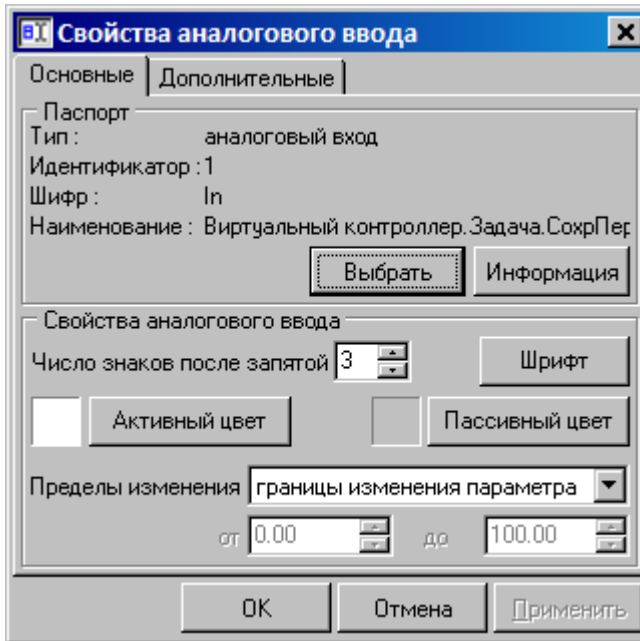 Свойства аналогового ввода
Основные Дополнительные
Паспорт
Тип : аналоговый вход
Идентификатор : 1
Шифр : In
Наименование : Виртуальный контроллер.Задача.СохрПер
Выбрать Информация
Свойства аналогового ввода
Число знаков после запятой 3 Шрифт
Активный цвет Пассивный цвет
Пределы изменения границы изменения параметра
от 0.00 до 100.00
OK Отмена Применить